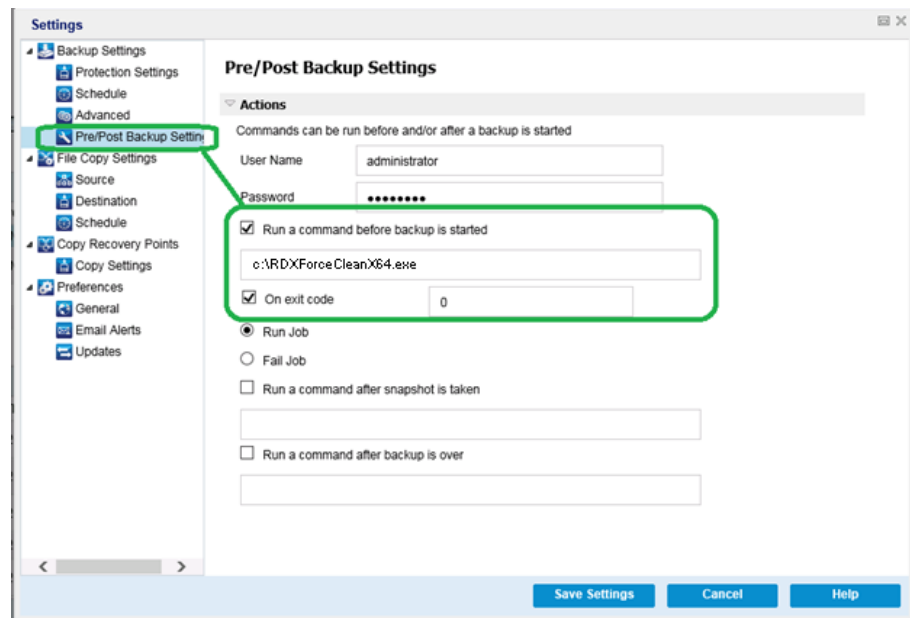 Settings
Backup Settings
Protection Settings
Schedule
Advanced
Pre/Post Backup Settin
File Copy Settings
Source
Destination
Schedule
Copy Recovery Points
Copy Settings
Preferences
General
Email Alerts
Updates
Pre/Post Backup Settings
Actions
Commands can be run before and/or after a backup is started
User Name
administrator
Password
••••••••
Run a command before backup is started
c:\RDXForceCleanX64.exe
On exit code
0
Run Job
Fail Job
Run a command after snapshot is taken
Run a command after backup is over
Save Settings
Cancel
Help